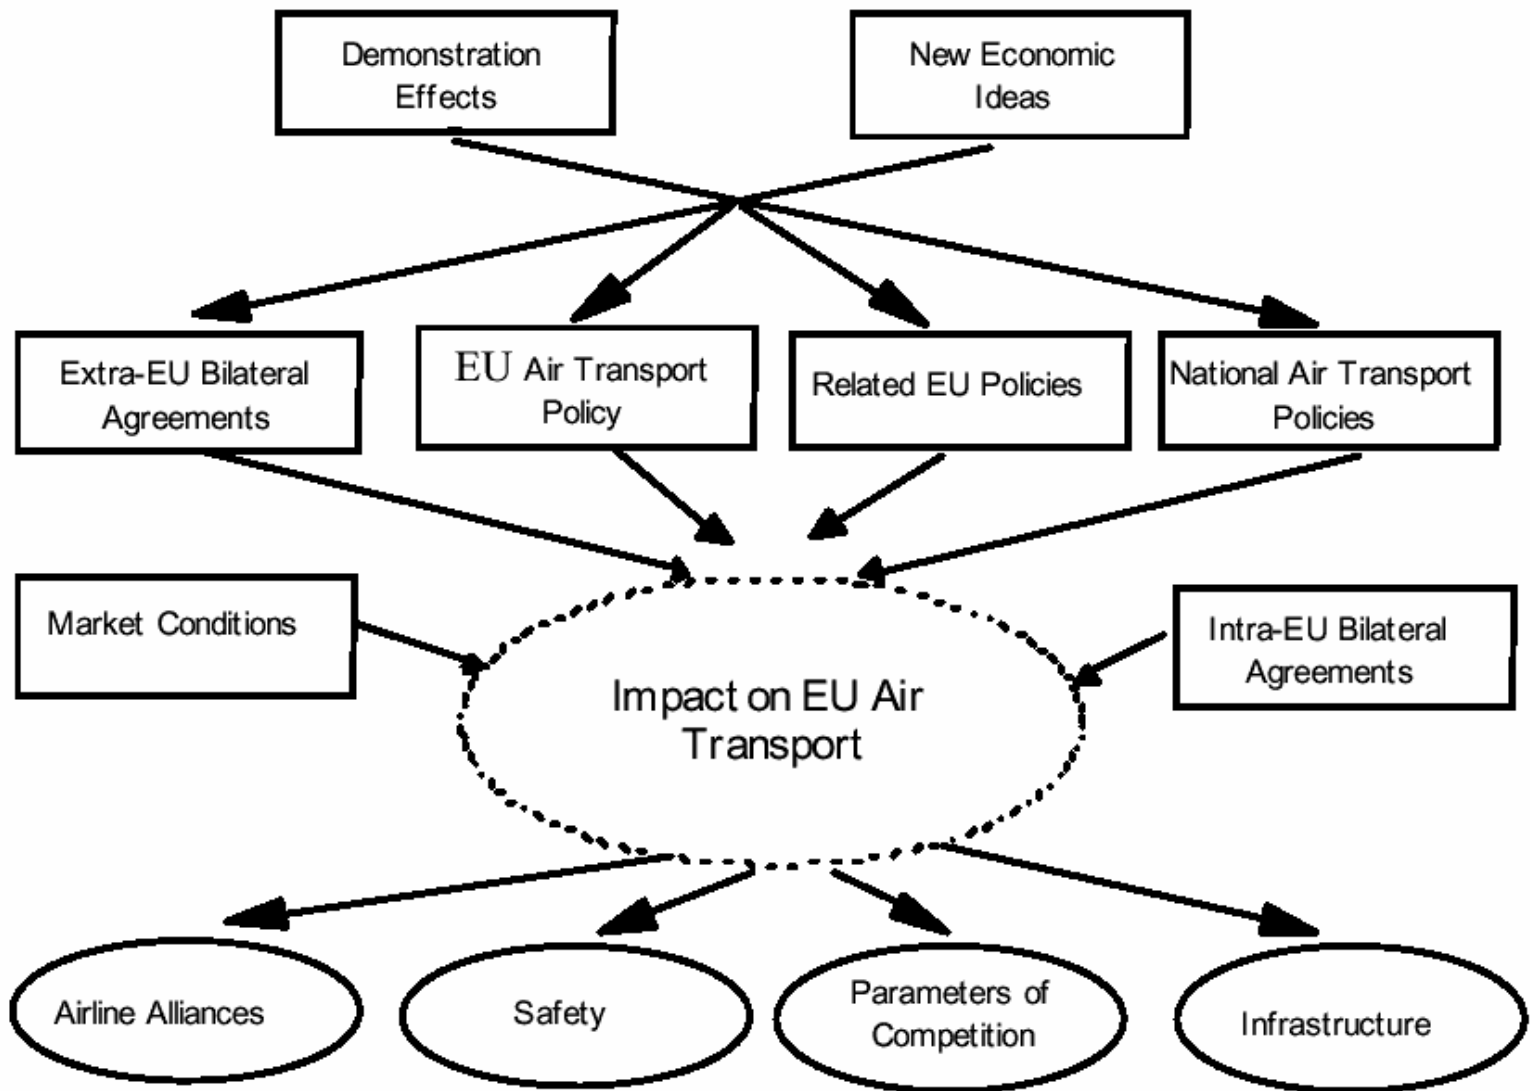 Demonstration
Effects
New Economic
Ideas
Extra-EU Bilateral
Agreements
EU Air Transport
Policy
Related EU Policies
National Air Transport
Policies
Market Conditions
Intra-EU Bilateral
Agreements
Impact on EU Air
Transport
Airline Alliances
Safety
Parameters of
Competition
Infrastructure